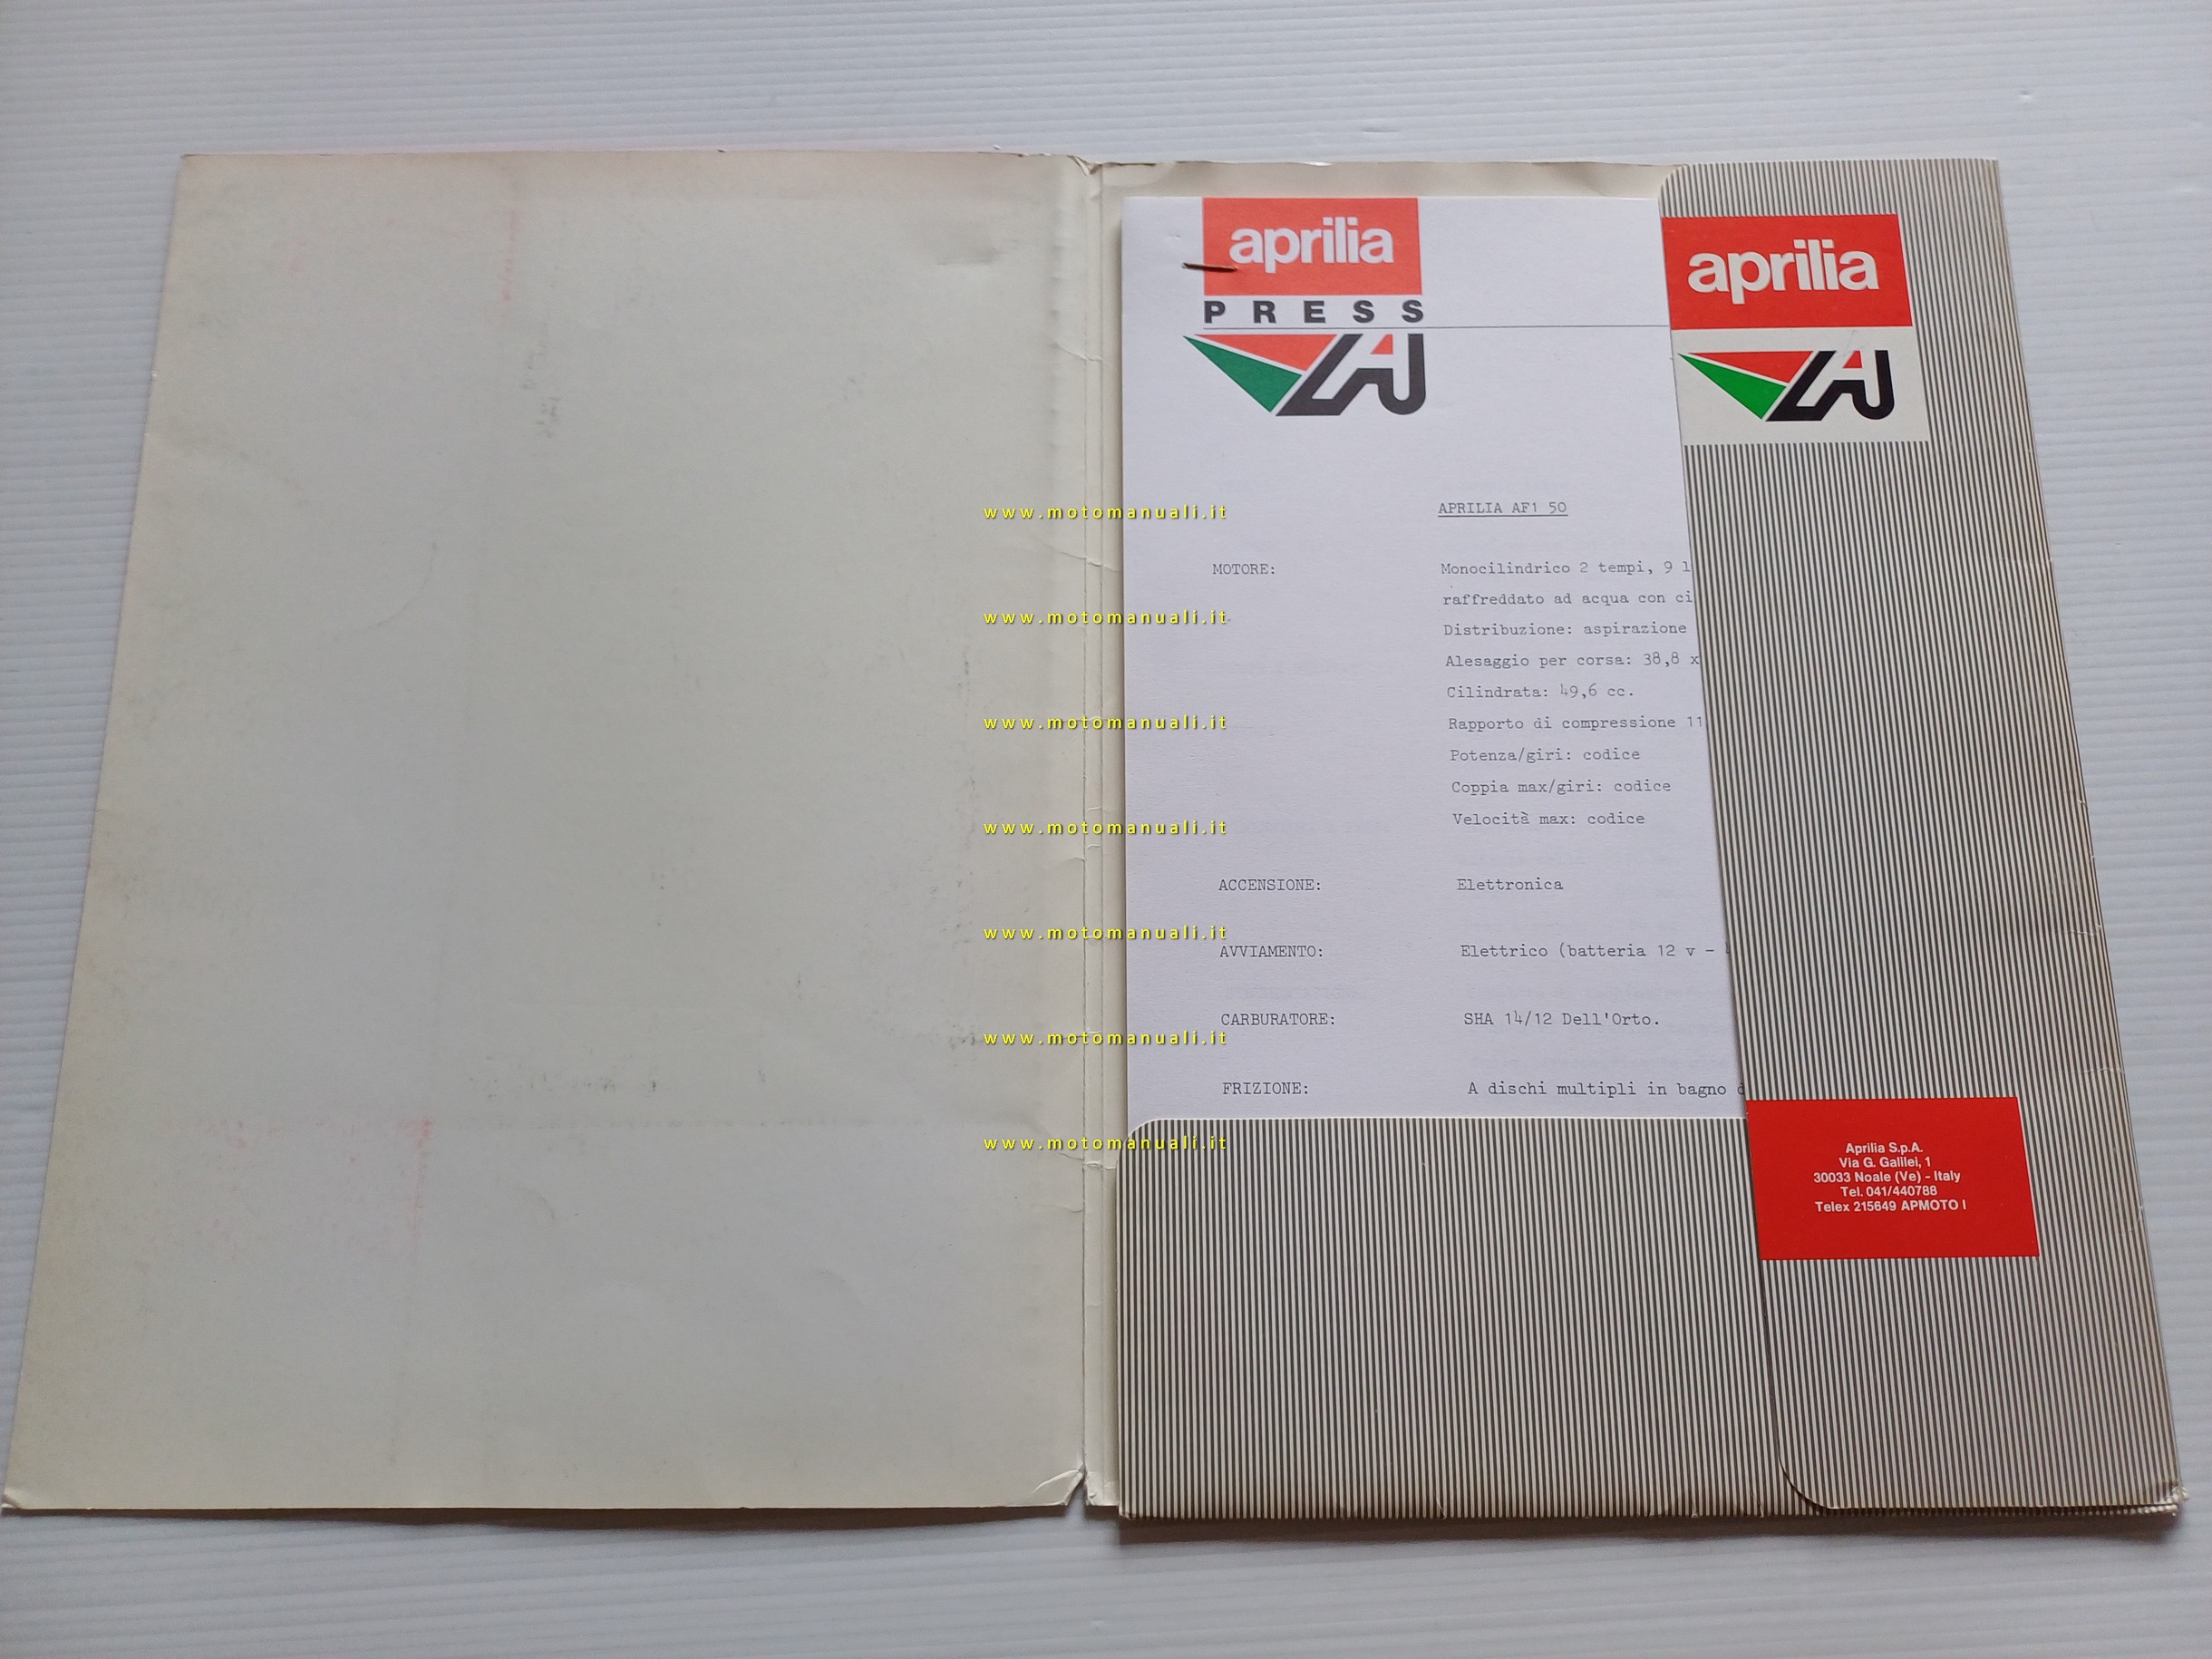 aprilia
PRESS
APRILIA AF1 50
MOTORE: Monocilindrico 2 tempi, 9
raffreddato ad acqua con ci
Distribuzione: aspirazione
Alesaggio per corsa: 38,8 x
Cilindrata: 49,6 cc.
Rapporto di compressione 11
Potenza/giri: codice
Coppia max/giri: codice
Velocità max: codice
ACCENSIONE: Elettronica
AVVIAMENTO: Elettrico (batteria 12 v -
CARBURATORE: SHA 14/12 Dell'Orto.
FRIZIONE: A dischi multipli in bagno d
aprilia
Aprilia S.p.A.
Via G. Galilei, 1
30033 Noale (Ve) - Italy
Tel. 041/440788
Telex 215649 APMOTO I
www.motomanuali.it
www.motomanuali.it
www.motomanuali.it
www.motomanuali.it
www.motomanuali.it
www.motomanuali.it
www.motomanuali.it